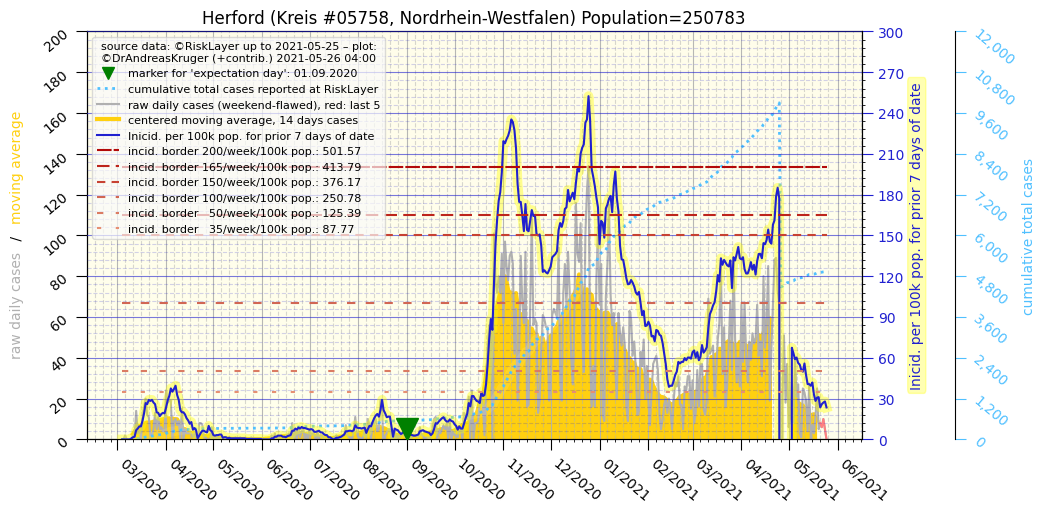 Herford (Kreis #05758, Nordrhein-Westfalen) Population=250783
source data: ©RiskLayer up to 2021-05-25 – plot:
©DrAndreasKruger (+contrib.) 2021-05-26 04:00
marker for 'expectation day': 01.09.2020
cumulative total cases reported at RiskLayer
raw daily cases (weekend-flawed), red: last 5
centered moving average, 14 days cases
Inicid. per 100k pop. for prior 7 days of date
incid. border 200/week/100k pop.: 501.57
incid. border 165/week/100k pop.: 413.79
incid. border 150/week/100k pop.: 376.17
incid. border 100/week/100k pop.: 250.78
incid. border 50/week/100k pop.: 125.39
incid. border 35/week/100k pop.: 87.77
raw daily cases / moving average
200
180
160
140
120
100
80
60
40
20
0
03/2020
04/2020
05/2020
06/2020
07/2020
08/2020
09/2020
10/2020
11/2020
12/2020
01/2021
02/2021
03/2021
04/2021
05/2021
06/2021
300
270
240
210
180
150
120
90
60
30
0
Inicid. per 100k pop. for prior 7 days of date
12,000
10,800
9,600
8,400
7,200
6,000
4,800
3,600
2,400
1,200
0
cumulative total cases